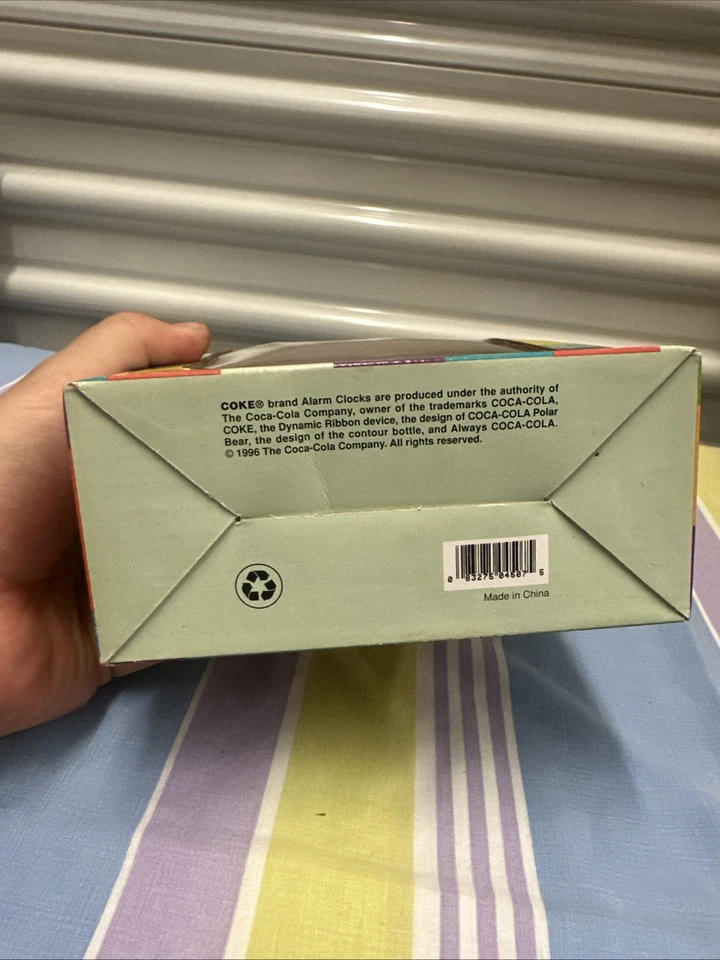 COKE® brand Alarm Clocks are produced under the authority of
The Coca-Cola Company, owner of the trademarks COCA-COLA,
COKE, the Dynamic Ribbon device, the design of COCA-COLA Polar
Bear, the design of the contour bottle, and Always COCA-COLA.
© 1996 The Coca-Cola Company. All rights reserved.
0 83275 04507 5
Made in China